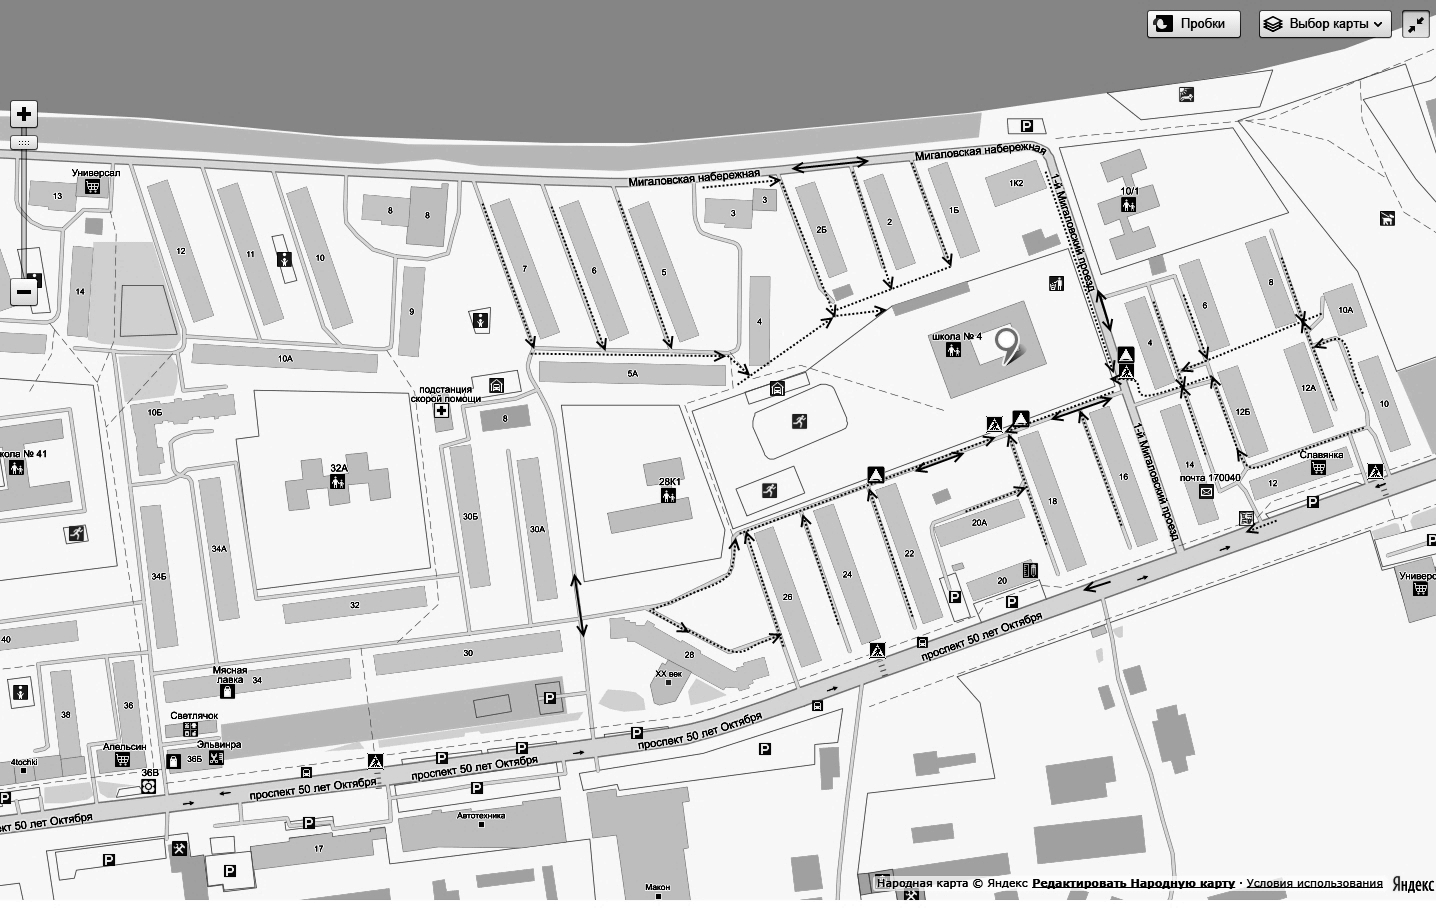 Пробки
Выбор карты
Мигаловская набережная
Мигаловская набережная
1-й Мигаловский проезд
Универсал
13
8
8
3
3
1К2
10/1
12
11
10
7
6
5
2Б
2
1Б
14
9
4
8
6
10А
4
школа № 4
10А
5А
подстанция
скорой помощи
8
12А
10
12Б
10Б
1-й Мигаловский проезд
школа № 41
32А
28К1
30Б
30А
18
16
14
Славянка
почта 170040
12
20А
34А
34Б
22
24
20
26
32
Универс
40
30
28
XX век
проспект 50 лет Октября
Мясная
лавка
34
38
36
Светлячок
Эльвинра
36Б
Апельсин
4tochki
36В
проспект 50 лет Октября
проспект 50 лет Октября
проспект 50 лет Октября
ект 50 лет Октября
Автотехника
17
Макон
Народная карта © Яндекс Редактировать Народную карту · Условия использования
Яндекс